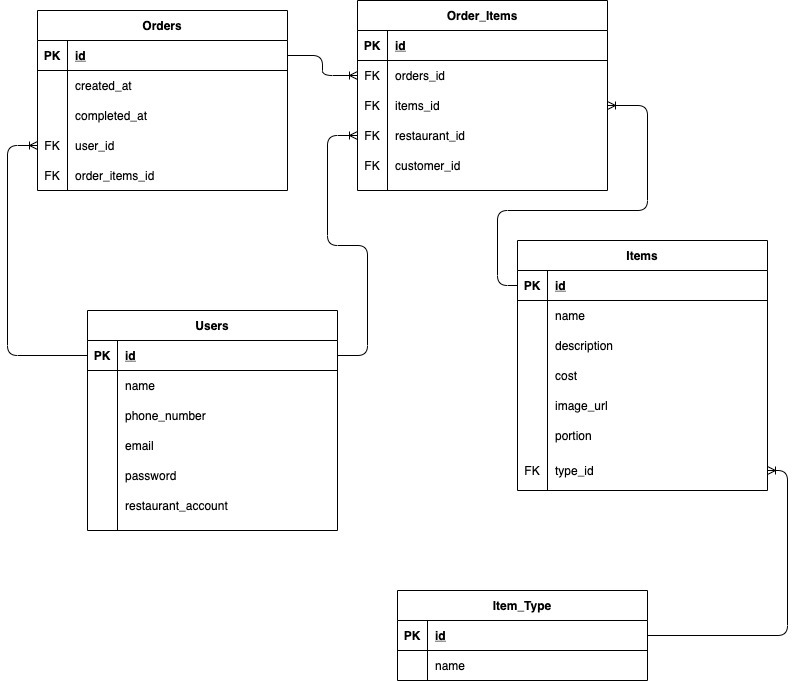 Orders
PK id
created_at
completed_at
FK user_id
FK order_items_id
Order_Items
PK id
FK orders_id
FK items_id
FK restaurant_id
FK customer_id
Users
PK id
name
phone_number
email
password
restaurant_account
Items
PK id
name
description
cost
image_url
portion
FK type_id
Item_Type
PK id
name